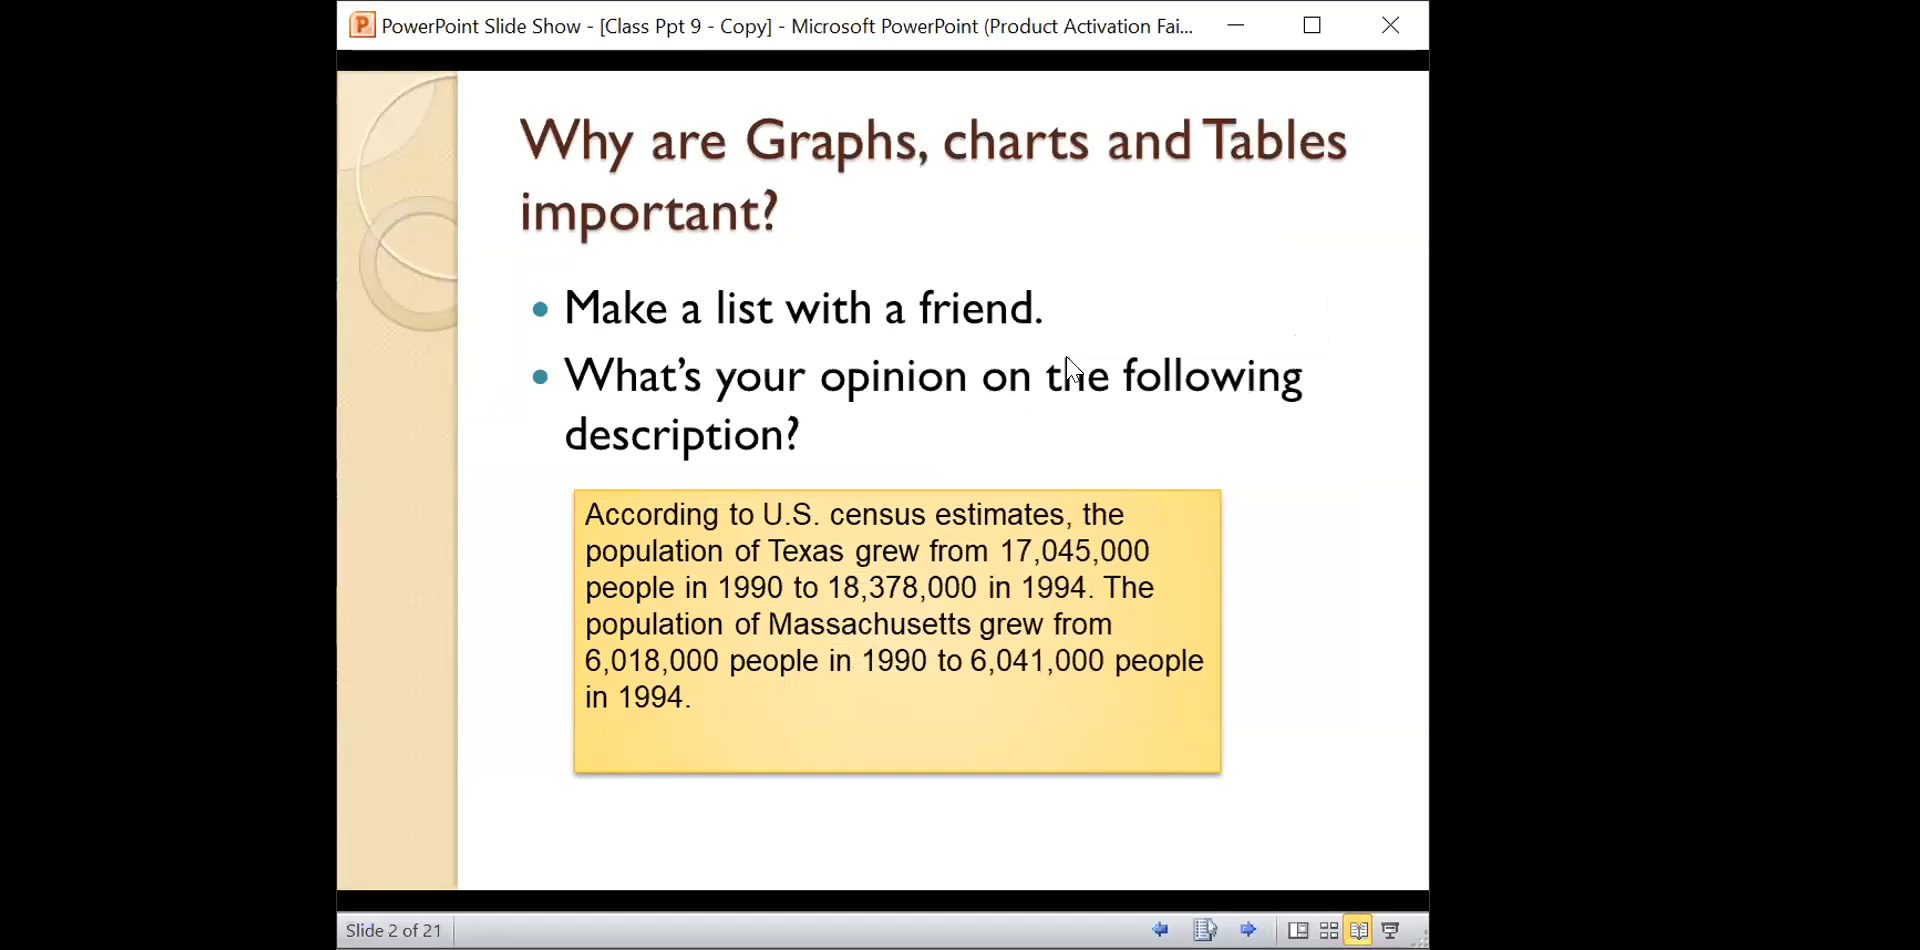 PowerPoint Slide Show - [Class Ppt 9 - Copy] - Microsoft PowerPoint (Product Activation Fai...
Why are Graphs, charts and Tables
important?
Make a list with a friend.
What's your opinion on the following
description?
According to U.S. census estimates, the
population of Texas grew from 17,045,000
people in 1990 to 18,378,000 in 1994. The
population of Massachusetts grew from
6,018,000 people in 1990 to 6,041,000 people
in 1994.
Slide 2 of 21